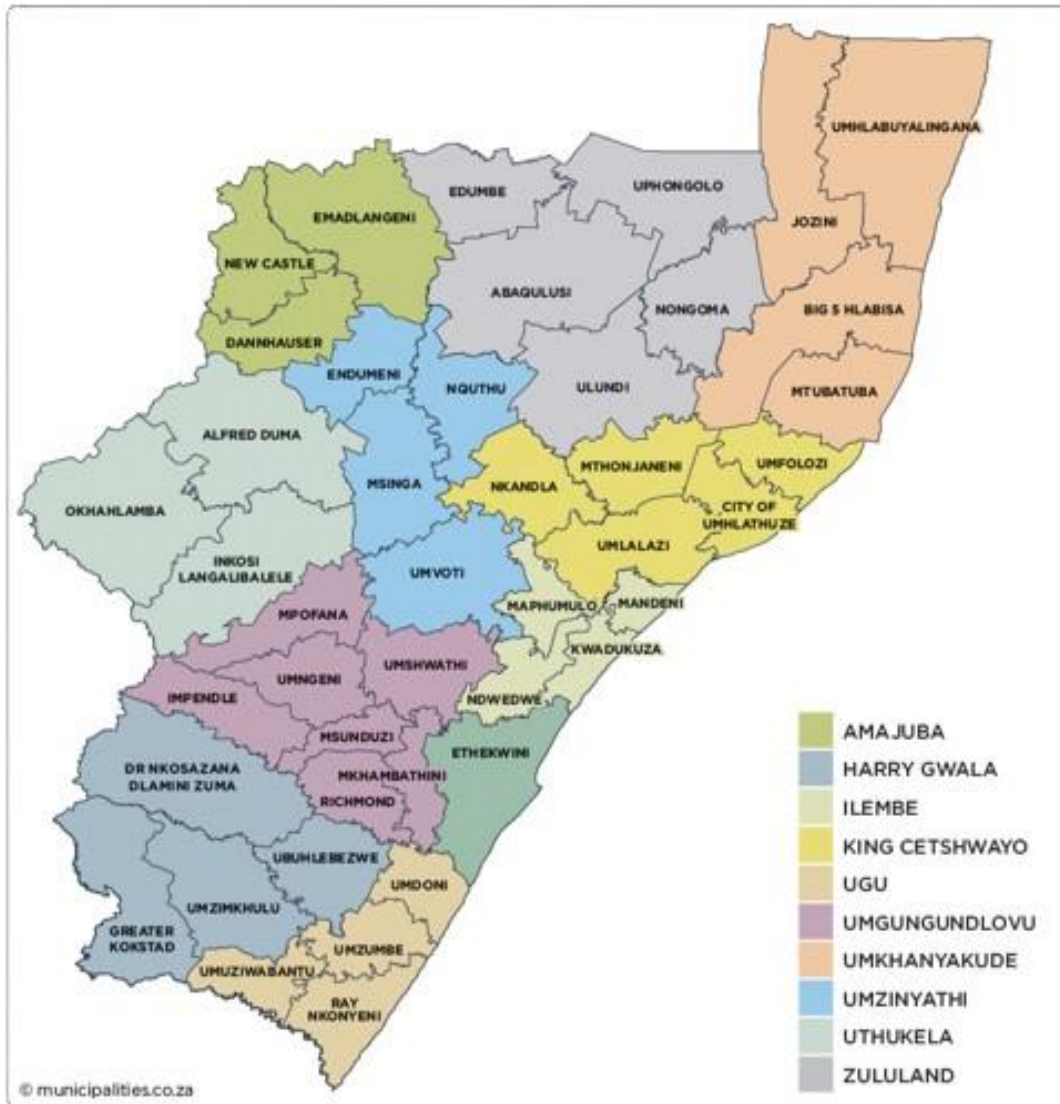 UMHLABUYALINGANA
EDUMBE
UPHONGOLO
EMADLANGENI
JOZINI
NEW CASTLE
ABAQULUSI
NONGOMA
BIG 5 HLABISA
DANNHAUSER
ENDUMENI
NQUTHU
ULUNDI
MTUBATUBA
ALFRED DUMA
MSINGA
MTHONJANENI
UMFOLOZI
NKANDLA
OKHAHLAMBA
CITY OF
UMHLATHUZE
UMLALAZI
INKOSI
LANGALIBALELE
UMVOTI
MAPHUMULO
MANDENI
MPOFANA
KWADUKUZA
UMSHWATHI
UMNGENI
IMPENDLE
NDWEDWE
MSUNDUZI
ETHEKWINI
DR NKOSAZANA
DLAMINI ZUMA
MKHAMBATHINI
RICHMOND
UBUHLEBEZWE
UMDONI
UMZIMKHULU
GREATER
KOKSTAD
UMZUMBE
UMUZIWABANTU
RAY
NKONYENI
AMAJUBA
HARRY GWALA
ILEMBE
KING CETSHWAYO
UGU
UMGUNGUNDLOVU
UMKHANYAKUDE
UMZINYATHI
UTHUKELA
ZULULAND
© municipalities.co.za